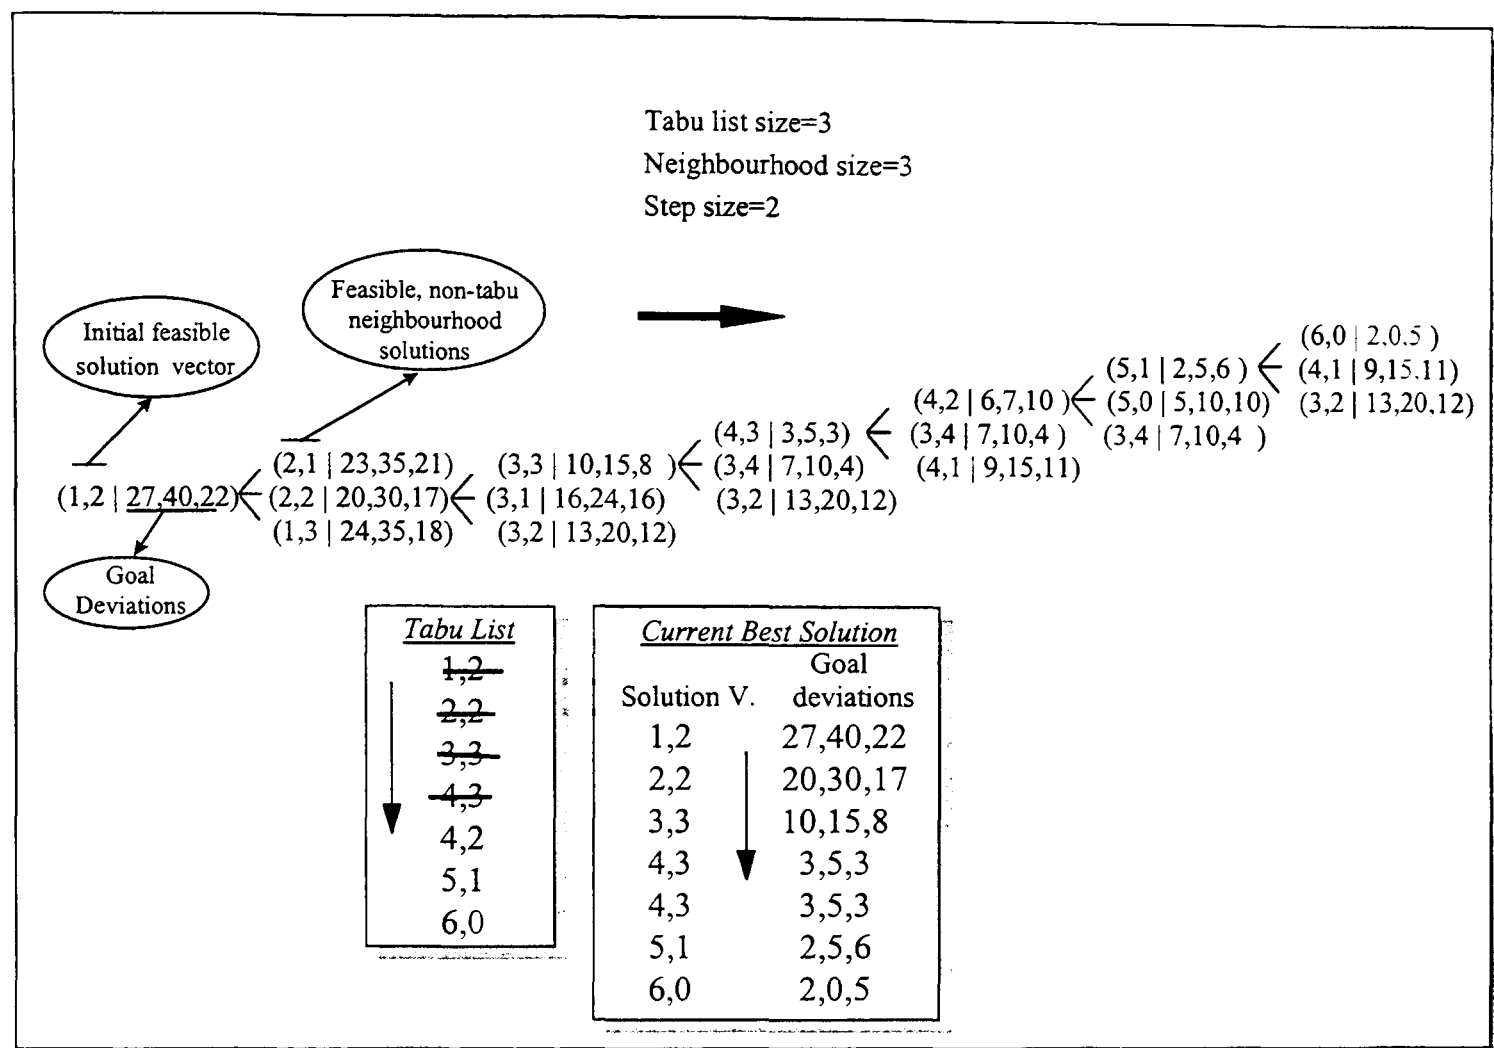 Tabu list size=3
Neighbourhood size=3
Step size=2
Initial feasible
solution vector
Feasible, non-tabu
neighbourhood
solutions
(1,2 | 27,40,22)
Goal
Deviations
(2,1 | 23,35,21)
(2,2 | 20,30,17)
(1,3 | 24,35,18)
(3,3 | 10,15,8 )
(3,1 | 16,24,16)
(3,2 | 13,20,12)
(4,3 | 3,5,3)
(3,4 | 7,10,4)
(3,2 | 13,20,12)
(4,2 | 6,7,10)
(3,4 | 7,10,4 )
(4,1 | 9,15,11)
(5,1 | 2,5,6 )
(5,0 | 5,10,10)
(3,4 | 7,10,4 )
(6,0 | 2.0.5 )
(4,1 | 9,15.11)
(3,2 | 13,20,12)
Tabu List
1,2
2,2
3,3
4,3
4,2
5,1
6,0
Current Best Solution
Goal
Solution V. deviations
1,2 27,40,22
2,2 20,30,17
3,3 10,15,8
4,3 3,5,3
4,3 3,5,3
5,1 2,5,6
6,0 2,0,5